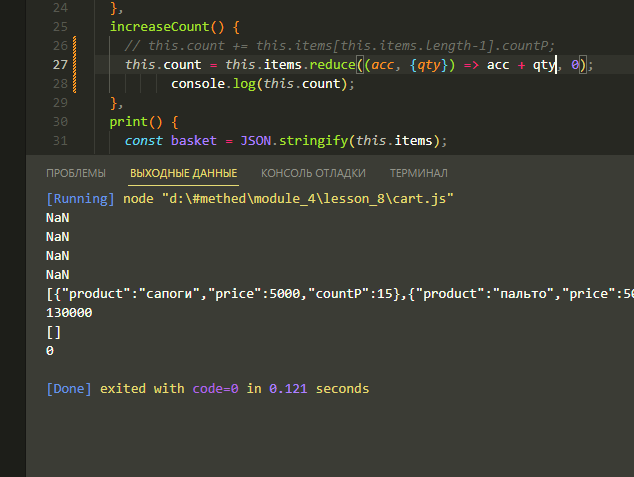 24 },
25 increaseCount() {
26 // this.count += this.items[this.items.length-1].countP;
27 this.count = this.items.reduce((acc, {qty}) => acc + qty, 0);
28 console.log(this.count);
29 },
30 print() {
31 const basket = JSON.stringify(this.items);
ПРОБЛЕМЫ ВЫХОДНЫЕ ДАННЫЕ КОНСОЛЬ ОТЛАДКИ ТЕРМИНАЛ
[Running] node "d:\#methed\module_4\lesson_8\cart.js"
NaN
NaN
NaN
NaN
[{"product":"сапоги","price":5000,"countP":15},{"product":"пальто","price":50
130000
[]
0
[Done] exited with code=0 in 0.121 seconds